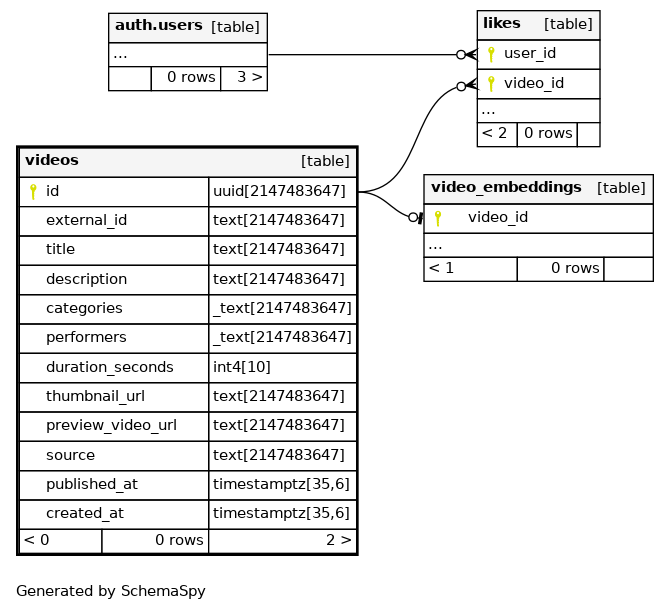 auth.users [table]
...
0 rows 3 >
likes [table]
user_id
video_id
...
< 2 0 rows
videos [table]
id uuid[2147483647]
external_id text[2147483647]
title text[2147483647]
description text[2147483647]
categories _text[2147483647]
performers _text[2147483647]
duration_seconds int4[10]
thumbnail_url text[2147483647]
preview_video_url text[2147483647]
source text[2147483647]
published_at timestamptz[35,6]
created_at timestamptz[35,6]
< 0 0 rows 2 >
video_embeddings [table]
video_id
...
< 1 0 rows
Generated by SchemaSpy